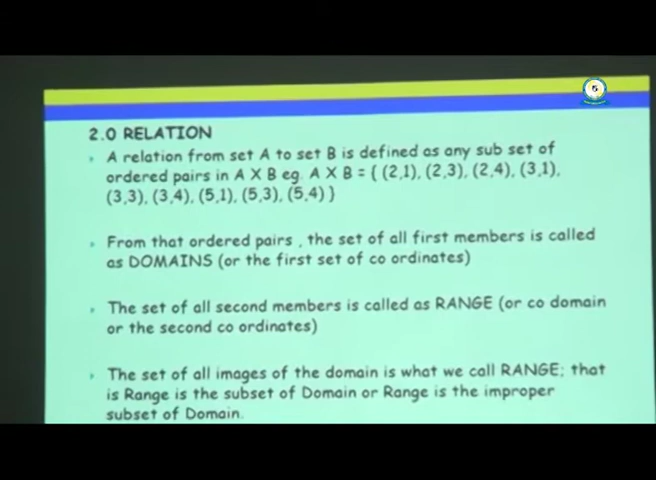 2.0 RELATION
A relation from set A to set B is defined as any sub set of
ordered pairs in A X B eg. A X B = { (2,1), (2,3), (2,4), (3,1),
(3,3), (3,4), (5,1), (5,3), (5,4) }
From that ordered pairs , the set of all first members is called
as DOMAINS (or the first set of co ordinates)
The set of all second members is called as RANGE (or co domain
or the second co ordinates)
The set of all images of the domain is what we call RANGE; that
is Range is the subset of Domain or Range is the improper
subset of Domain.